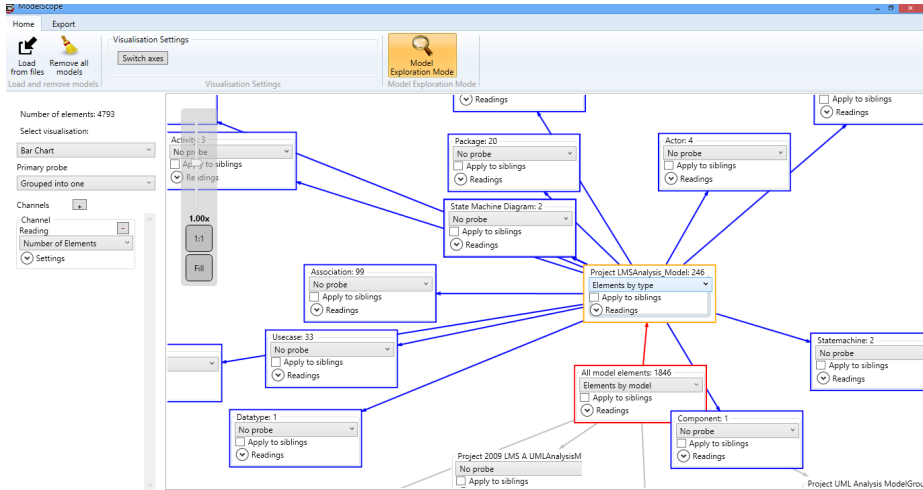 ModelScope
Home Export
Load from files
Remove all models
Load and remove models
Visualisation Settings
Switch axes
Visualisation Settings
Model Exploration Mode
Model Exploration Mode
Number of elements: 4793
Select visualisation:
Bar Chart
Primary probe
Grouped into one
Channels +
Channel
Reading -
Number of Elements
Settings
1.00x
1:1
Fill
Readings
Apply to siblings
Readings
Activity: 3
No probe
Apply to siblings
Readings
Package: 20
No probe
Apply to siblings
Readings
Actor: 4
No probe
Apply to siblings
Readings
State Machine Diagram: 2
No probe
Apply to siblings
Readings
Association: 99
No probe
Apply to siblings
Readings
Project LMSAnalysis_Model: 246
Elements by type
Apply to siblings
Readings
Usecase: 33
No probe
Apply to siblings
Readings
Statemachine: 2
No probe
Apply to siblings
Readings
All model elements: 1846
Elements by model
Apply to siblings
Readings
Datatype: 1
No probe
Apply to siblings
Readings
Component: 1
No probe
Apply to siblings
Readings
Project 2009 LMS A UMLAnalysisM
No probe
Apply to siblings
Project UML Analysis ModelGrou